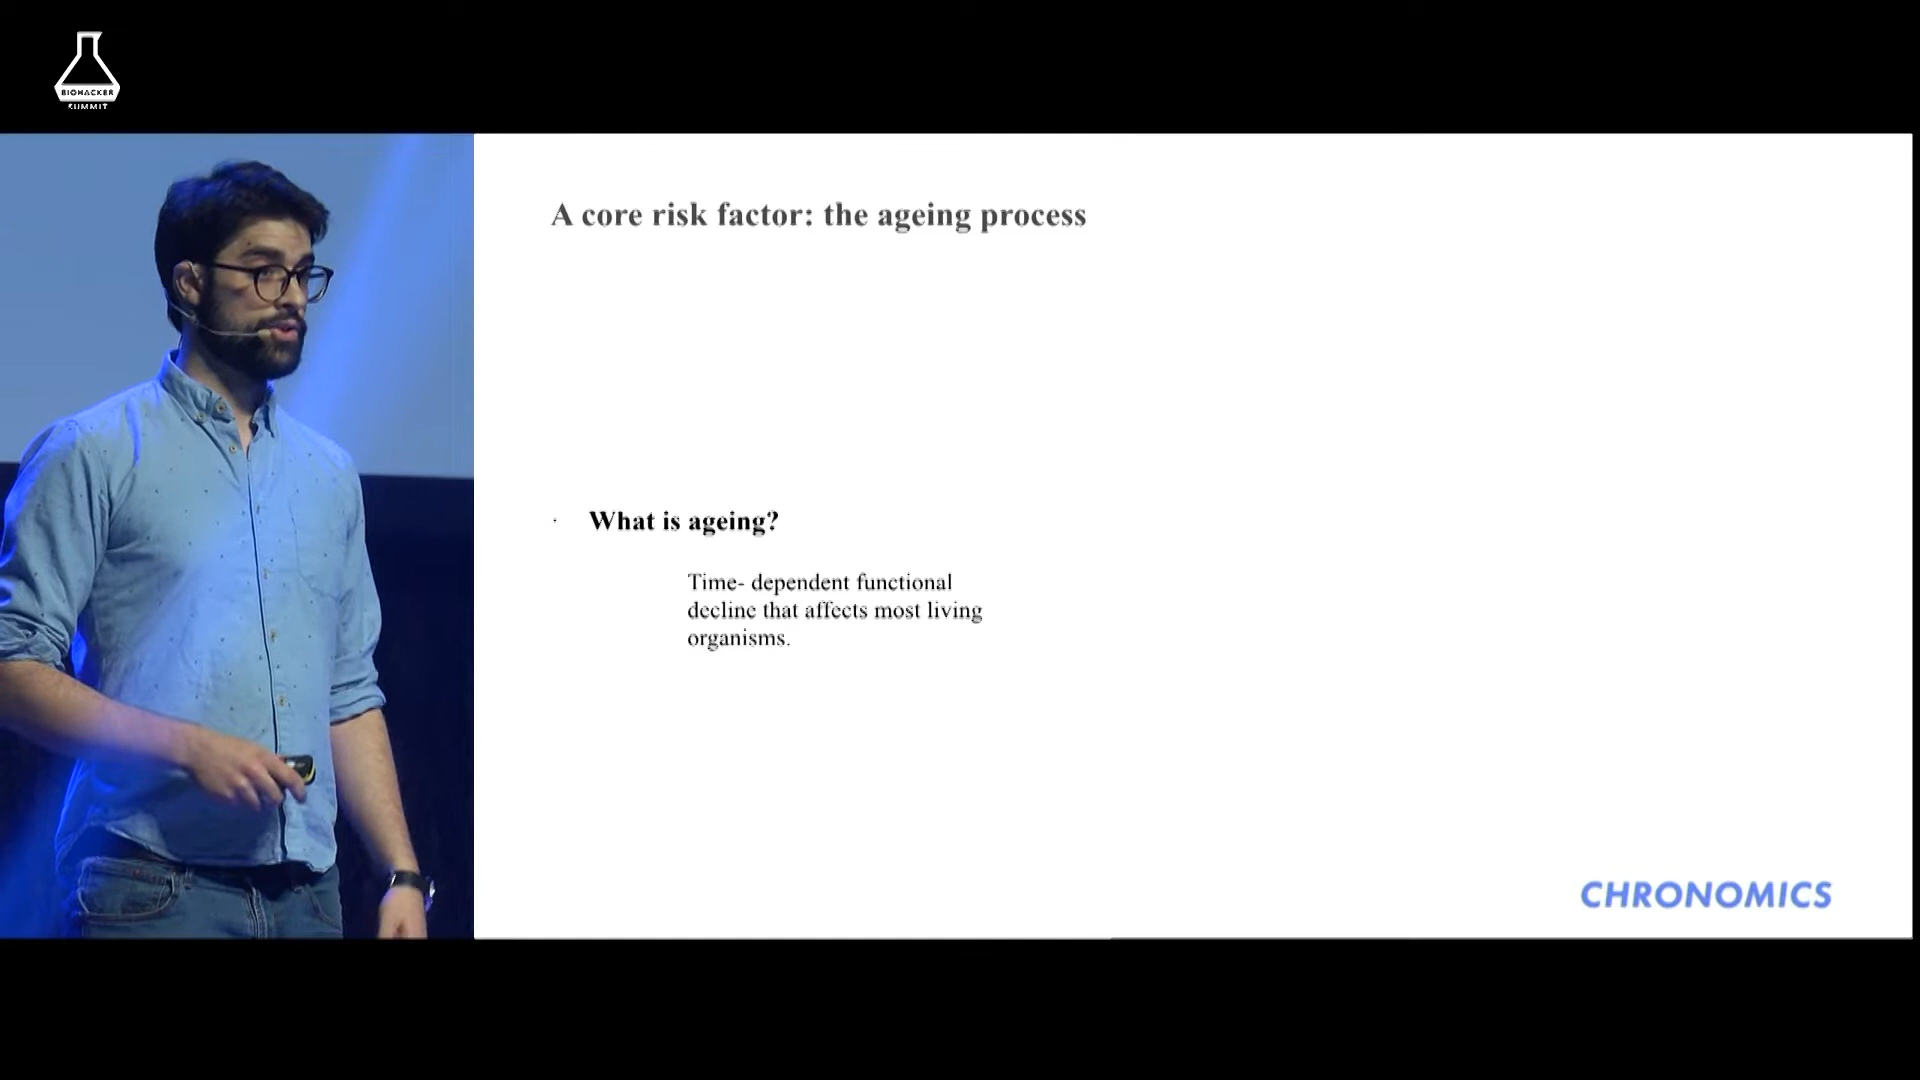 BIOHACKER
SUMMIT
A core risk factor: the ageing process
· What is ageing?
Time- dependent functional
decline that affects most living
organisms.
CHRONOMICS